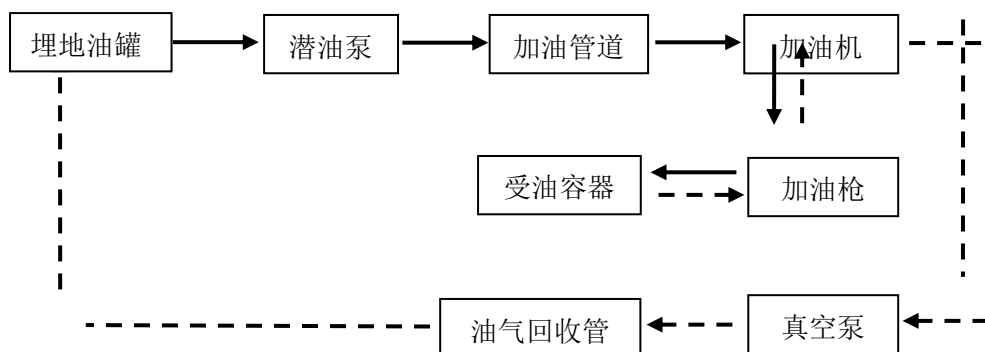 埋地油罐
潜油泵
加油管道
加油机
受油容器
加油枪
油气回收管
真空泵